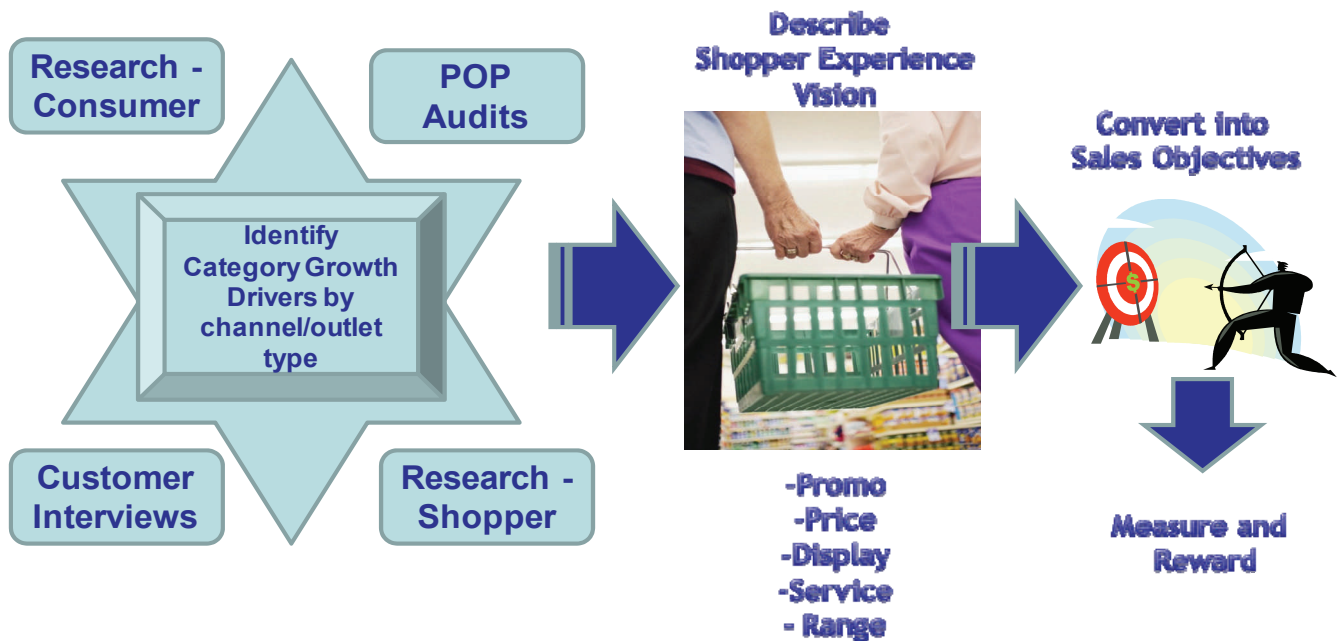 Research -
Consumer
POP
Audits
Identify
Category Growth
Drivers by
channel/outlet
type
Customer
Interviews
Research -
Shopper
Describe
Shopper Experience
Vision
-Promo
-Price
-Display
-Service
- Range
Convert into
Sales Objectives
$
Measure and
Reward